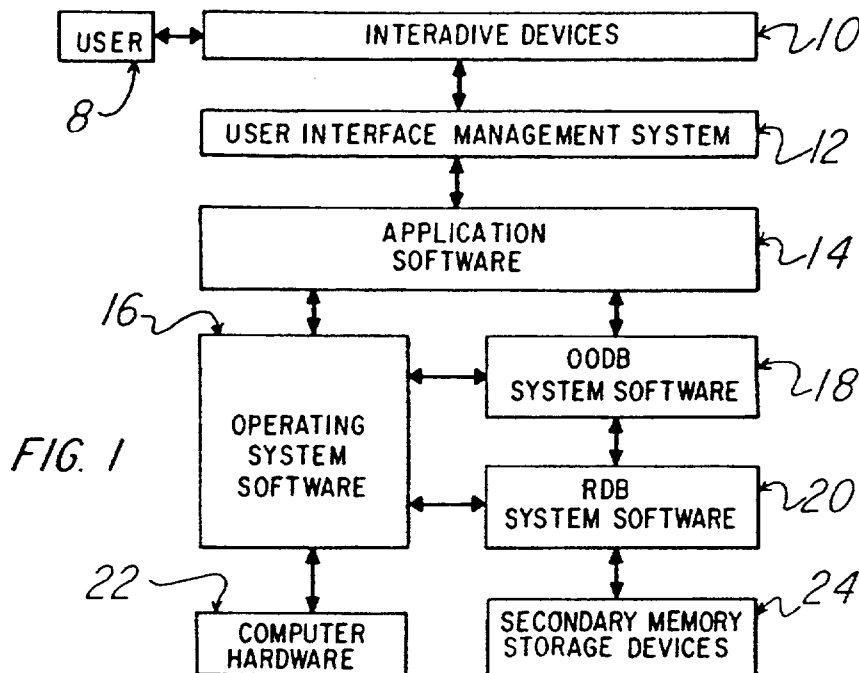 USER
INTERADIVE DEVICES
10
8
USER INTERFACE MANAGEMENT SYSTEM
12
APPLICATION
SOFTWARE
14
16
OODB
SYSTEM SOFTWARE
18
OPERATING
SYSTEM
SOFTWARE
FIG. 1
RDB
SYSTEM SOFTWARE
20
22
COMPUTER
HARDWARE
SECONDARY MEMORY
STORAGE DEVICES
24